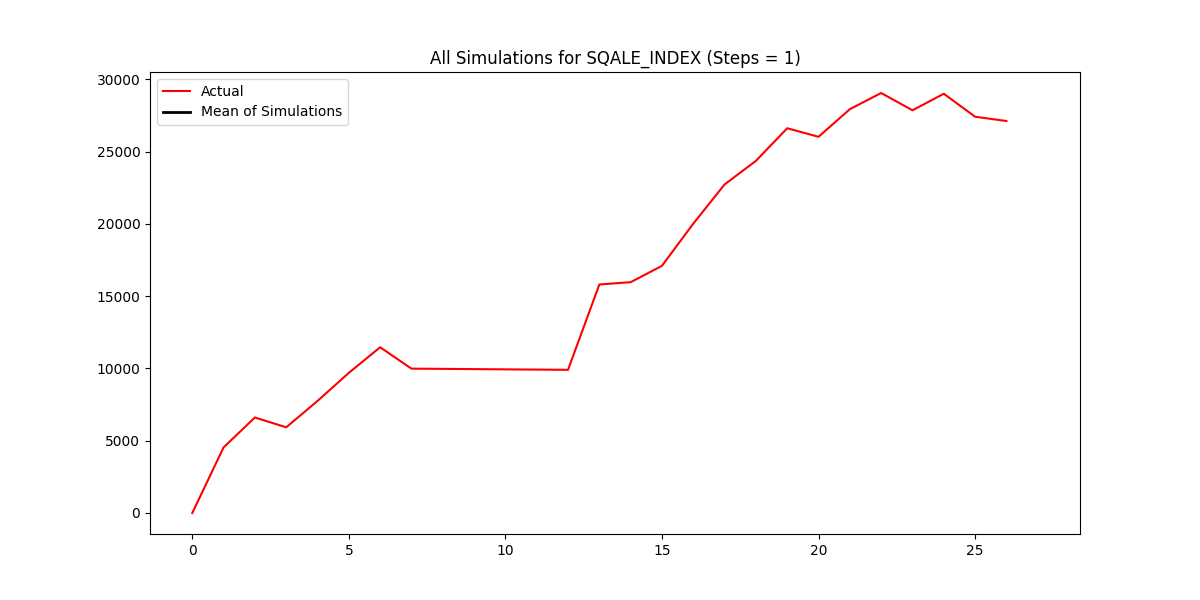 All Simulations for SQALE_INDEX (Steps = 1)
Actual
Mean of Simulations
30000
25000
20000
15000
10000
5000
0
0 5 10 15 20 25